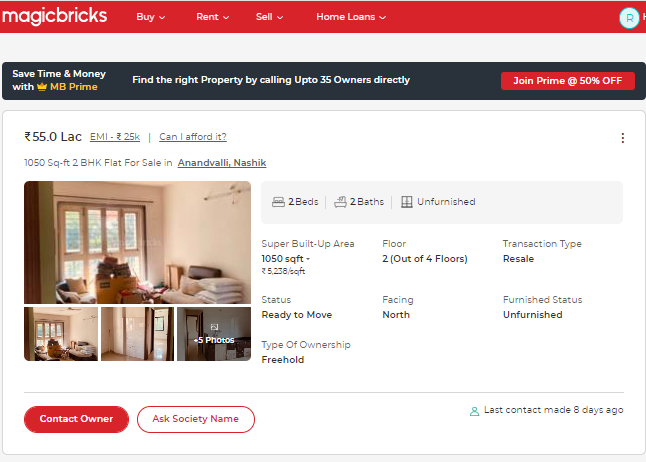 magicbricks
Buy
Rent
Sell
Home Loans
R
Save Time & Money
with MB Prime
Find the right Property by calling Upto 35 Owners directly
Join Prime @ 50% OFF
₹55.0 Lac EMI - ₹ 25k | Can I afford it?
1050 Sq-ft 2 BHK Flat For Sale in Anandvalli, Nashik
2 Beds
2 Baths
Unfurnished
Super Built-Up Area
1050 sqft -
₹ 5,238/sqft
Floor
2 (Out of 4 Floors)
Transaction Type
Resale
Status
Ready to Move
Facing
North
Furnished Status
Unfurnished
Type Of Ownership
Freehold
+5 Photos
Contact Owner
Ask Society Name
Last contact made 8 days ago